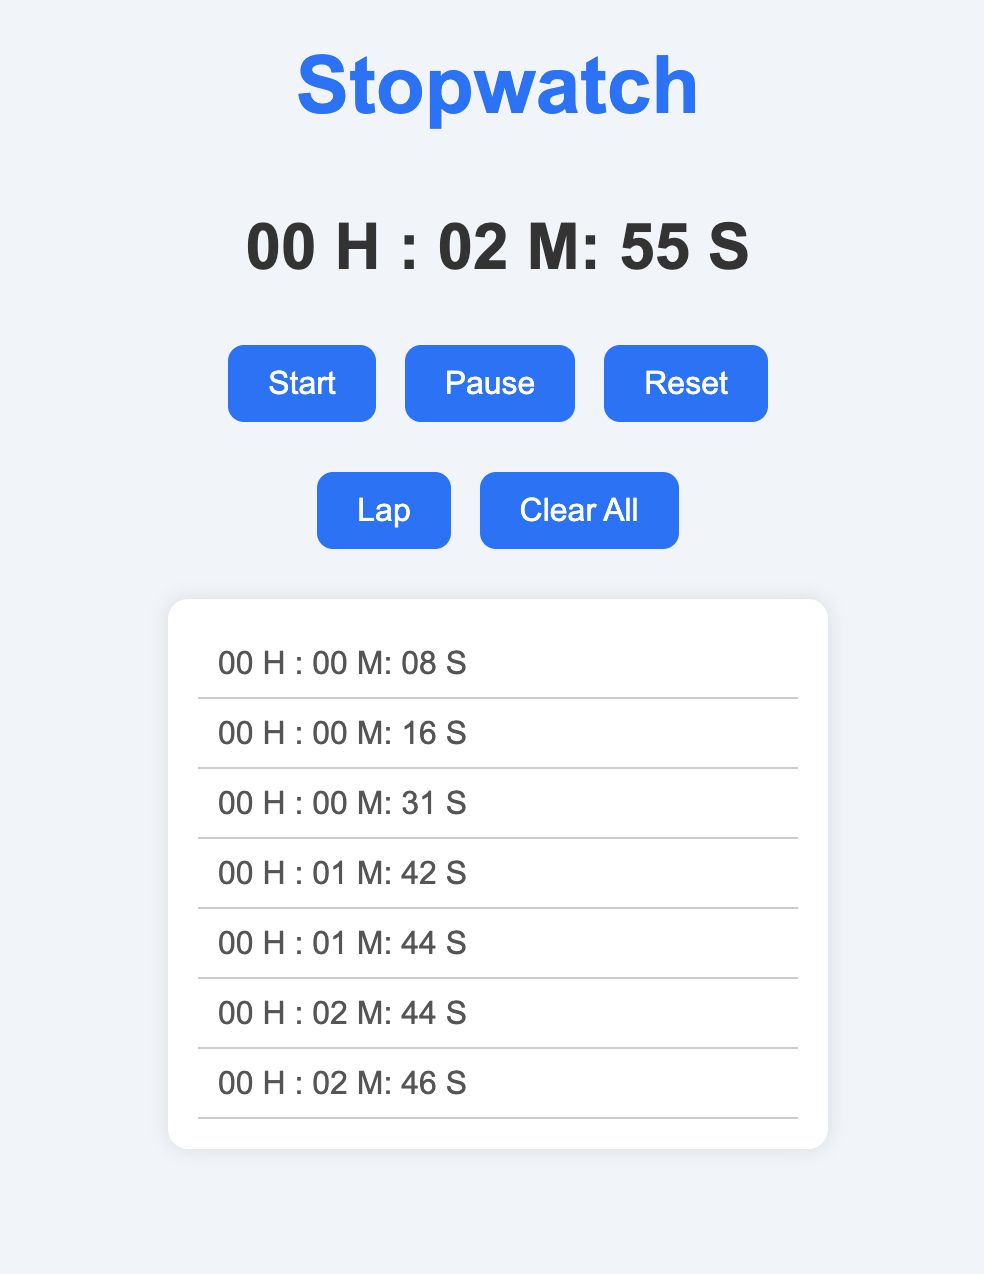 Stopwatch
00 H : 02 M: 55 S
Start Pause Reset
Lap Clear All
00 H : 00 M: 08 S
00 H : 00 M: 16 S
00 H : 00 M: 31 S
00 H : 01 M: 42 S
00 H : 01 M: 44 S
00 H : 02 M: 44 S
00 H : 02 M: 46 S